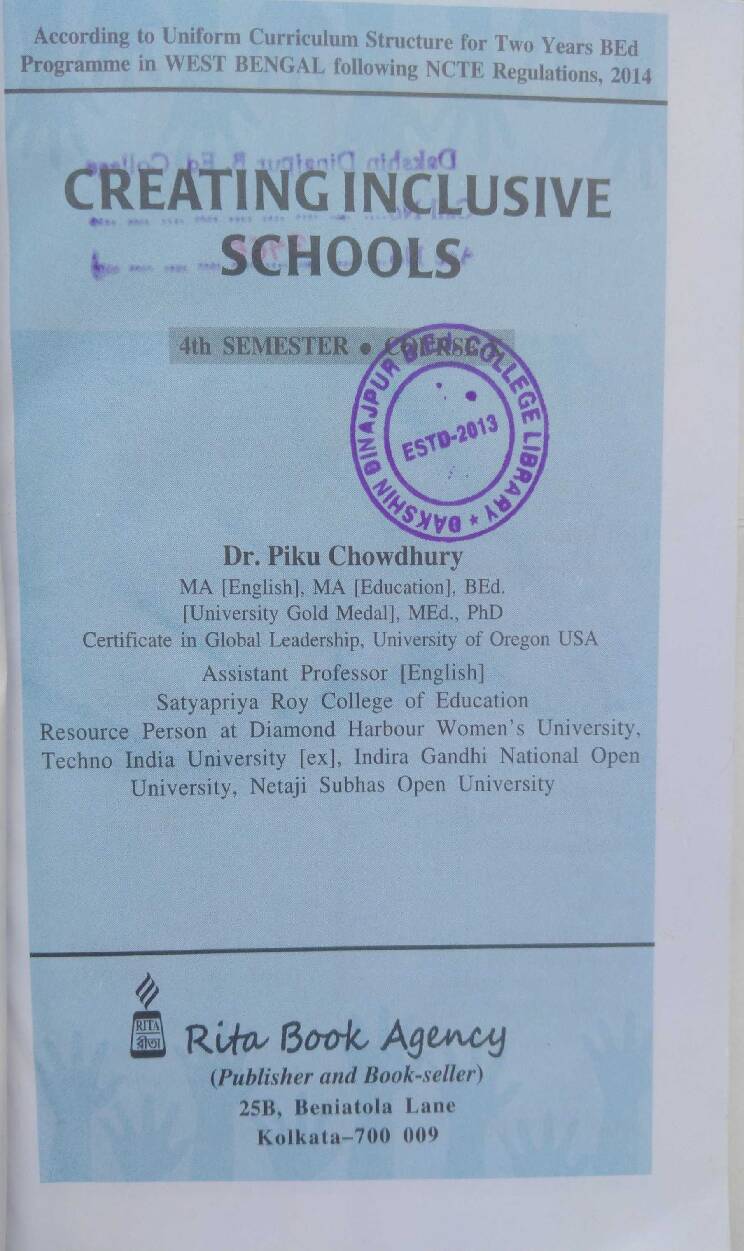 According to Uniform Curriculum Structure for Two Years BEd
Programme in WEST BENGAL following NCTE Regulations, 2014
CREATING INCLUSIVE
SCHOOLS
4th SEMESTER • COURSE
DAKSHIN DINAJPUR B.Ed. COLLEGE LIBRARY *
ESTD-2013
Dr. Piku Chowdhury
MA [English], MA [Education], BEd.
[University Gold Medal], MEd., PhD
Certificate in Global Leadership, University of Oregon USA
Assistant Professor [English]
Satyapriya Roy College of Education
Resource Person at Diamond Harbour Women's University,
Techno India University [ex], Indira Gandhi National Open
University, Netaji Subhas Open University
RITA
রীতা
Rita Book Agency
(Publisher and Book-seller)
25B, Beniatola Lane
Kolkata–700 009